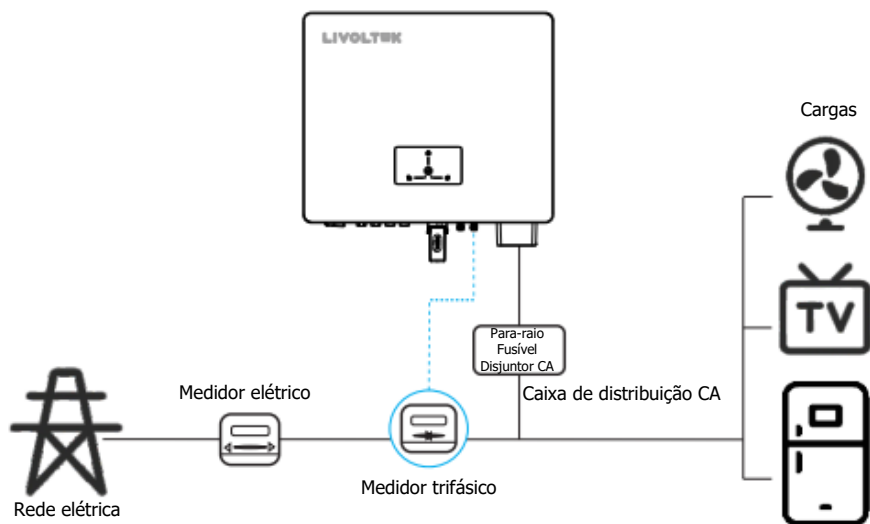 LIVOLTEK
Cargas
TV
Para-raio
Fusível
Disjuntor CA
Caixa de distribuição CA
Medidor elétrico
Medidor trifásico
Rede elétrica